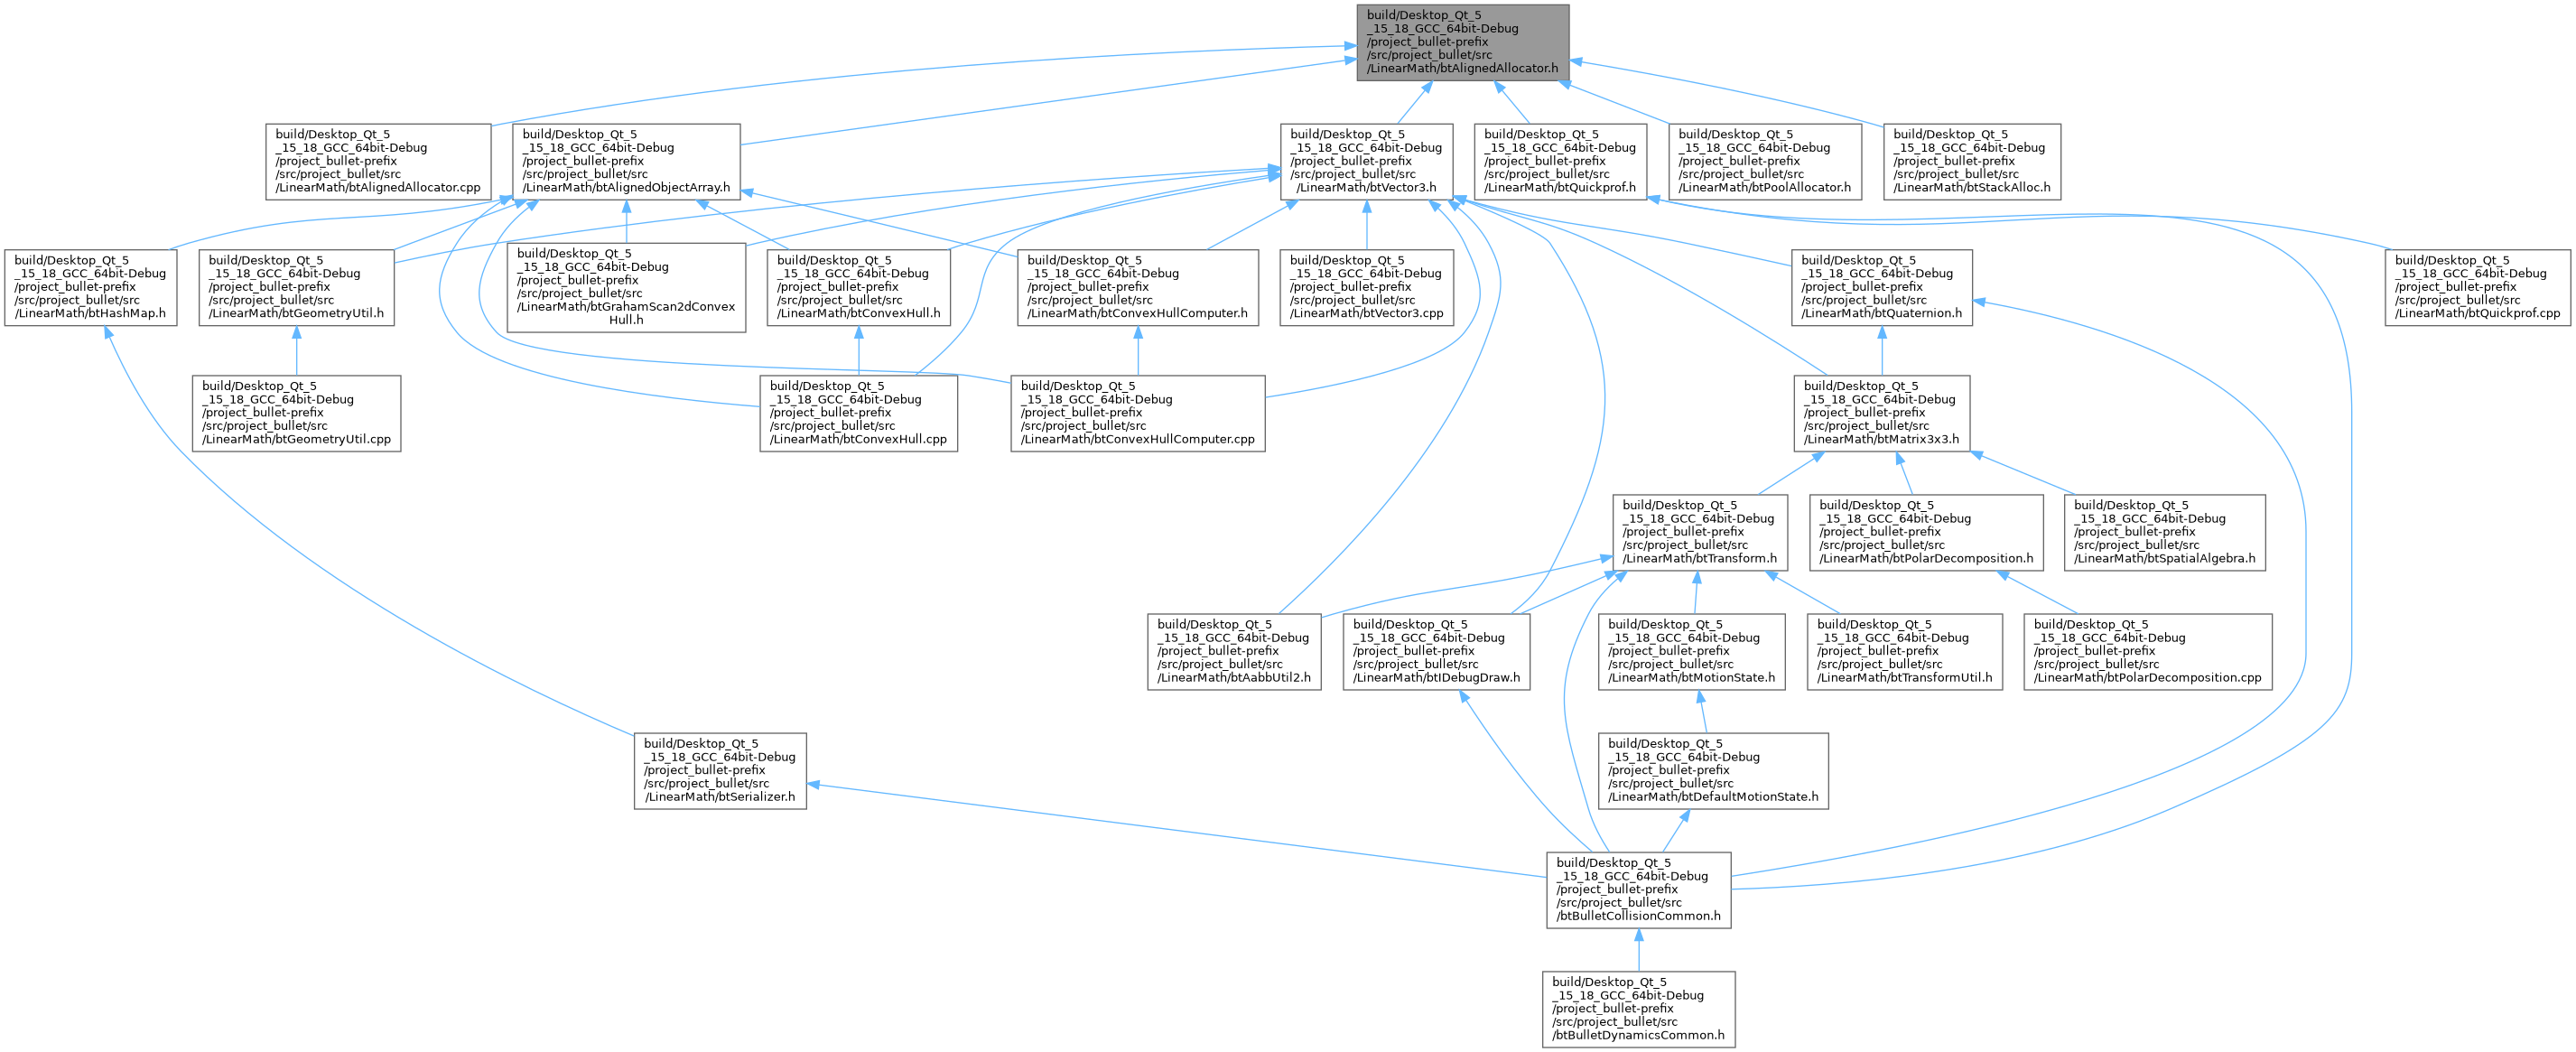 build/Desktop_Qt_5
_15_18_GCC_64bit-Debug
/project_bullet-prefix
/src/project_bullet/src
/LinearMath/btAlignedAllocator.h
build/Desktop_Qt_5
_15_18_GCC_64bit-Debug
/project_bullet-prefix
/src/project_bullet/src
/LinearMath/btAlignedAllocator.cpp
build/Desktop_Qt_5
_15_18_GCC_64bit-Debug
/project_bullet-prefix
/src/project_bullet/src
/LinearMath/btAlignedObjectArray.h
build/Desktop_Qt_5
_15_18_GCC_64bit-Debug
/project_bullet-prefix
/src/project_bullet/src
/LinearMath/btVector3.h
build/Desktop_Qt_5
_15_18_GCC_64bit-Debug
/project_bullet-prefix
/src/project_bullet/src
/LinearMath/btQuickprof.h
build/Desktop_Qt_5
_15_18_GCC_64bit-Debug
/project_bullet-prefix
/src/project_bullet/src
/LinearMath/btPoolAllocator.h
build/Desktop_Qt_5
_15_18_GCC_64bit-Debug
/project_bullet-prefix
/src/project_bullet/src
/LinearMath/btStackAlloc.h
build/Desktop_Qt_5
_15_18_GCC_64bit-Debug
/project_bullet-prefix
/src/project_bullet/src
/LinearMath/btHashMap.h
build/Desktop_Qt_5
_15_18_GCC_64bit-Debug
/project_bullet-prefix
/src/project_bullet/src
/LinearMath/btGeometryUtil.h
build/Desktop_Qt_5
_15_18_GCC_64bit-Debug
/project_bullet-prefix
/src/project_bullet/src
/LinearMath/btGrahamScan2dConvex
Hull.h
build/Desktop_Qt_5
_15_18_GCC_64bit-Debug
/project_bullet-prefix
/src/project_bullet/src
/LinearMath/btConvexHull.h
build/Desktop_Qt_5
_15_18_GCC_64bit-Debug
/project_bullet-prefix
/src/project_bullet/src
/LinearMath/btConvexHullComputer.h
build/Desktop_Qt_5
_15_18_GCC_64bit-Debug
/project_bullet-prefix
/src/project_bullet/src
/LinearMath/btVector3.cpp
build/Desktop_Qt_5
_15_18_GCC_64bit-Debug
/project_bullet-prefix
/src/project_bullet/src
/LinearMath/btQuaternion.h
build/Desktop_Qt_5
_15_18_GCC_64bit-Debug
/project_bullet-prefix
/src/project_bullet/src
/LinearMath/btQuickprof.cpp
build/Desktop_Qt_5
_15_18_GCC_64bit-Debug
/project_bullet-prefix
/src/project_bullet/src
/LinearMath/btGeometryUtil.cpp
build/Desktop_Qt_5
_15_18_GCC_64bit-Debug
/project_bullet-prefix
/src/project_bullet/src
/LinearMath/btConvexHull.cpp
build/Desktop_Qt_5
_15_18_GCC_64bit-Debug
/project_bullet-prefix
/src/project_bullet/src
/LinearMath/btConvexHullComputer.cpp
build/Desktop_Qt_5
_15_18_GCC_64bit-Debug
/project_bullet-prefix
/src/project_bullet/src
/LinearMath/btMatrix3x3.h
build/Desktop_Qt_5
_15_18_GCC_64bit-Debug
/project_bullet-prefix
/src/project_bullet/src
/LinearMath/btTransform.h
build/Desktop_Qt_5
_15_18_GCC_64bit-Debug
/project_bullet-prefix
/src/project_bullet/src
/LinearMath/btPolarDecomposition.h
build/Desktop_Qt_5
_15_18_GCC_64bit-Debug
/project_bullet-prefix
/src/project_bullet/src
/LinearMath/btSpatialAlgebra.h
build/Desktop_Qt_5
_15_18_GCC_64bit-Debug
/project_bullet-prefix
/src/project_bullet/src
/LinearMath/btAabbUtil2.h
build/Desktop_Qt_5
_15_18_GCC_64bit-Debug
/project_bullet-prefix
/src/project_bullet/src
/LinearMath/btIDebugDraw.h
build/Desktop_Qt_5
_15_18_GCC_64bit-Debug
/project_bullet-prefix
/src/project_bullet/src
/LinearMath/btMotionState.h
build/Desktop_Qt_5
_15_18_GCC_64bit-Debug
/project_bullet-prefix
/src/project_bullet/src
/LinearMath/btTransformUtil.h
build/Desktop_Qt_5
_15_18_GCC_64bit-Debug
/project_bullet-prefix
/src/project_bullet/src
/LinearMath/btPolarDecomposition.cpp
build/Desktop_Qt_5
_15_18_GCC_64bit-Debug
/project_bullet-prefix
/src/project_bullet/src
/LinearMath/btSerializer.h
build/Desktop_Qt_5
_15_18_GCC_64bit-Debug
/project_bullet-prefix
/src/project_bullet/src
/LinearMath/btDefaultMotionState.h
build/Desktop_Qt_5
_15_18_GCC_64bit-Debug
/project_bullet-prefix
/src/project_bullet/src
/btBulletCollisionCommon.h
build/Desktop_Qt_5
_15_18_GCC_64bit-Debug
/project_bullet-prefix
/src/project_bullet/src
/btBulletDynamicsCommon.h